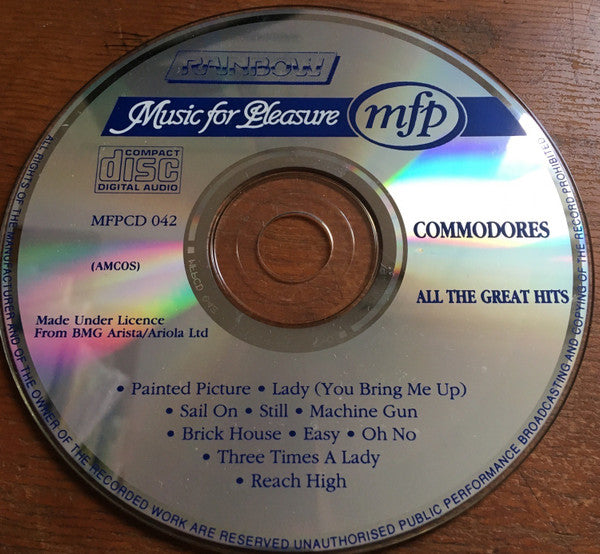 RAINBOW
Music for Pleasure mfp
COMPACT
disc
DIGITAL AUDIO
MFPCD 042
(AMCOS)
COMMODORES
ALL THE GREAT HITS
Made Under Licence
From BMG Arista/Ariola Ltd
• Painted Picture • Lady (You Bring Me Up)
• Sail On • Still • Machine Gun
• Brick House • Easy • Oh No
• Three Times A Lady
• Reach High
ALL RIGHTS OF THE MANUFACTURER AND OF THE OWNER OF THE RECORDED WORK ARE RESERVED UNAUTHORISED PUBLIC PERFORMANCE BROADCASTING AND COPYING OF THE RECORD PROHIBITED